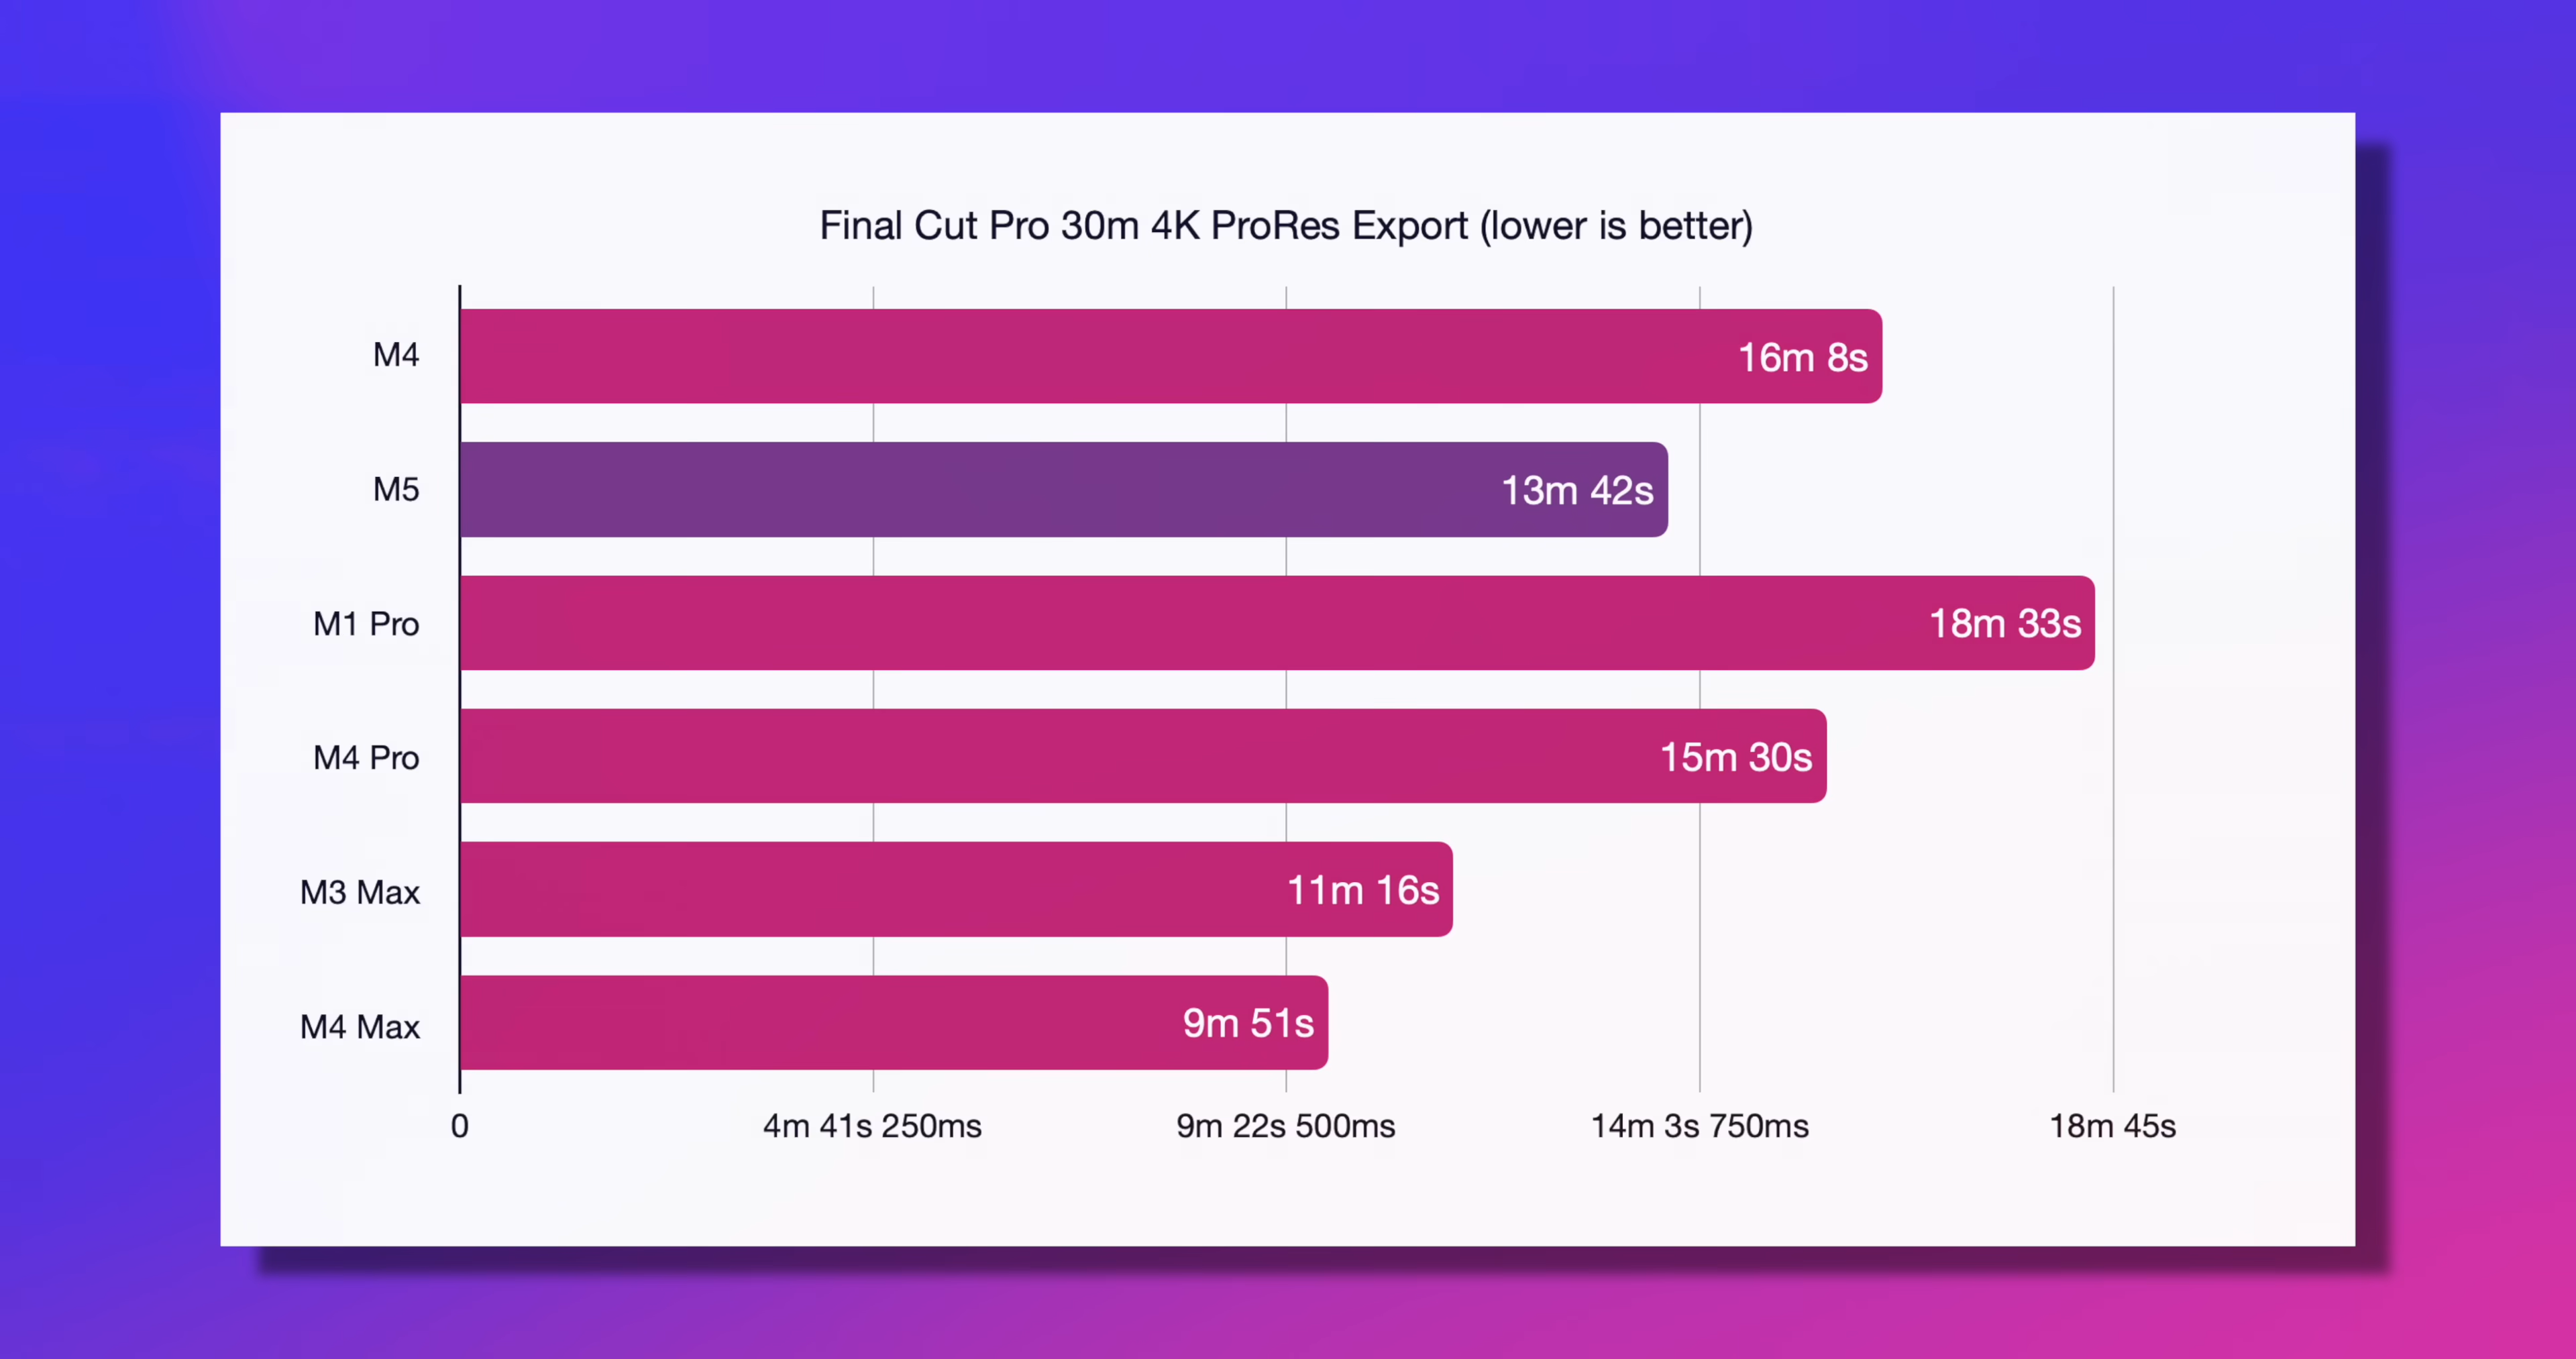 Final Cut Pro 30m 4K ProRes Export (lower is better)
M4
16m 8s
M5
13m 42s
M1 Pro
18m 33s
M4 Pro
15m 30s
M3 Max
11m 16s
M4 Max
9m 51s
0
4m 41s 250ms
9m 22s 500ms
14m 3s 750ms
18m 45s